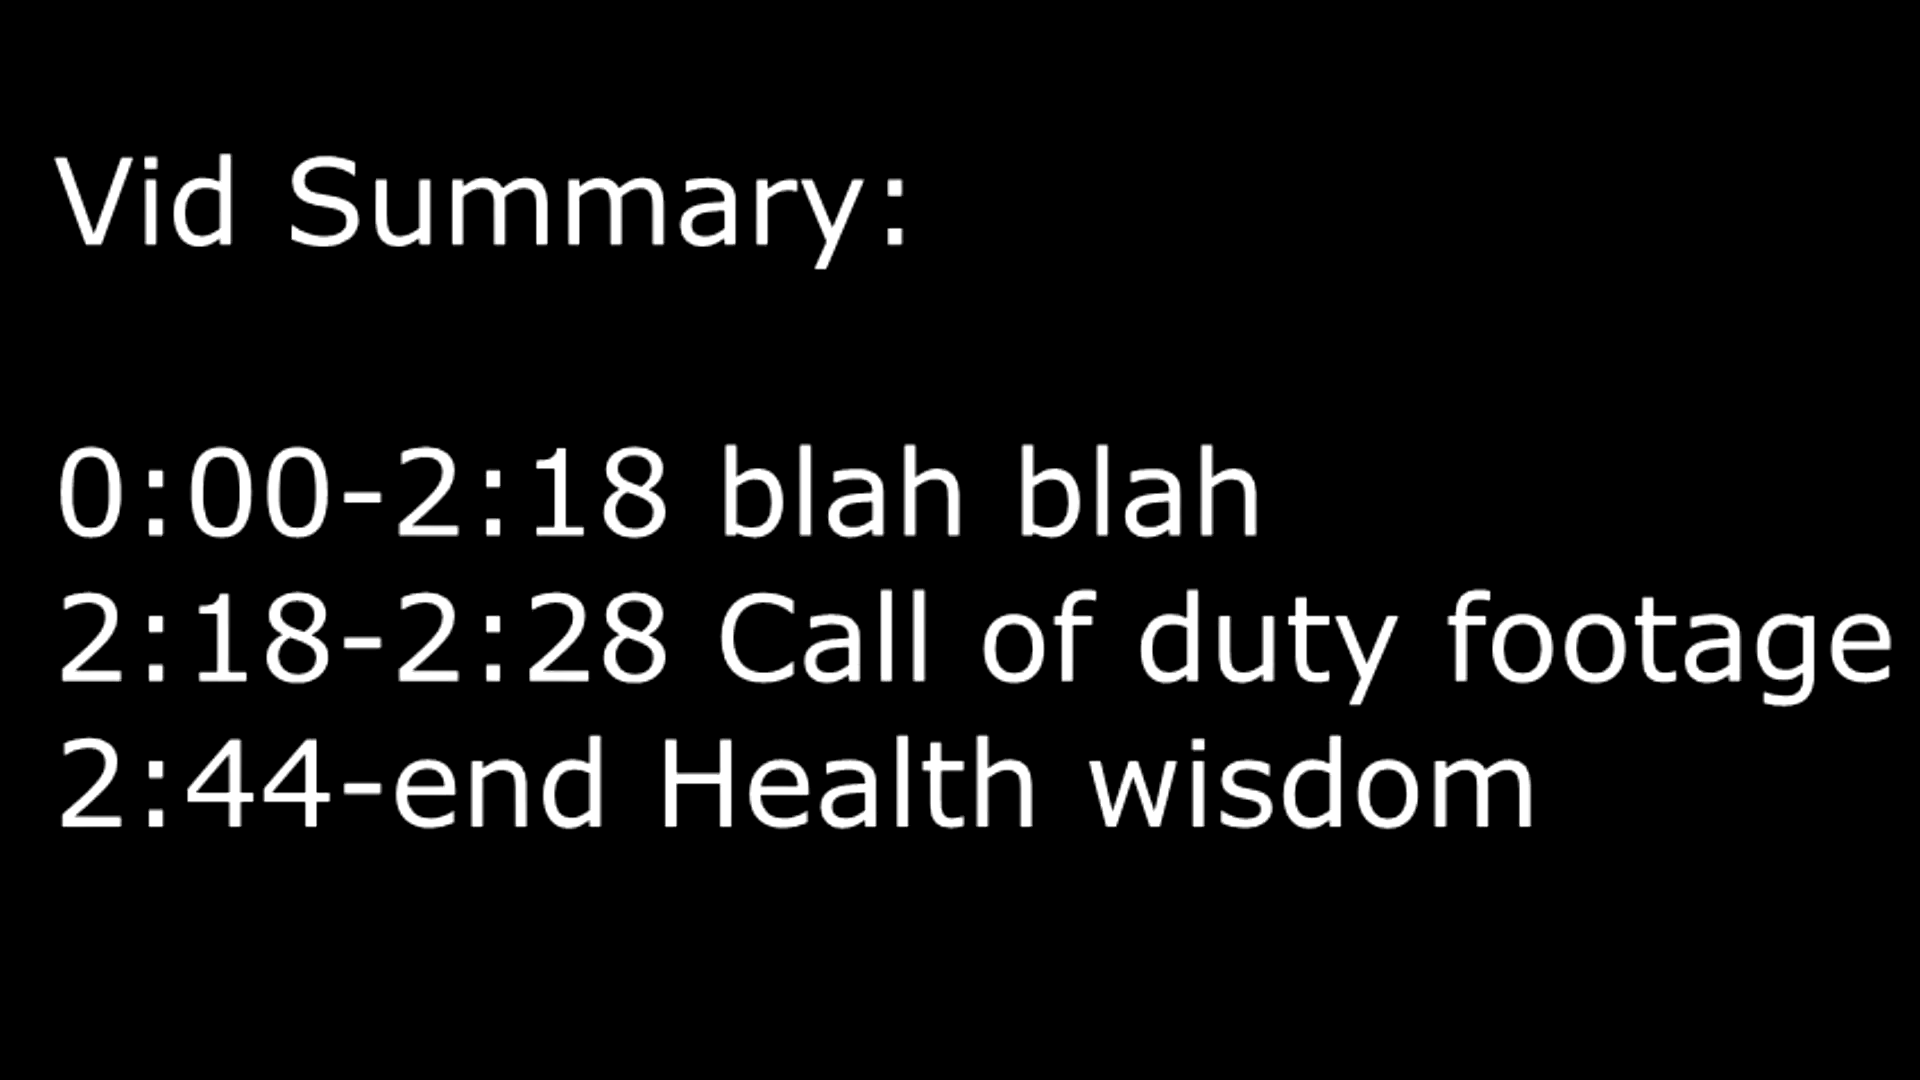 Vid Summary:
0:00-2:18 blah blah
2:18-2:28 Call of duty footage
2:44-end Health wisdom